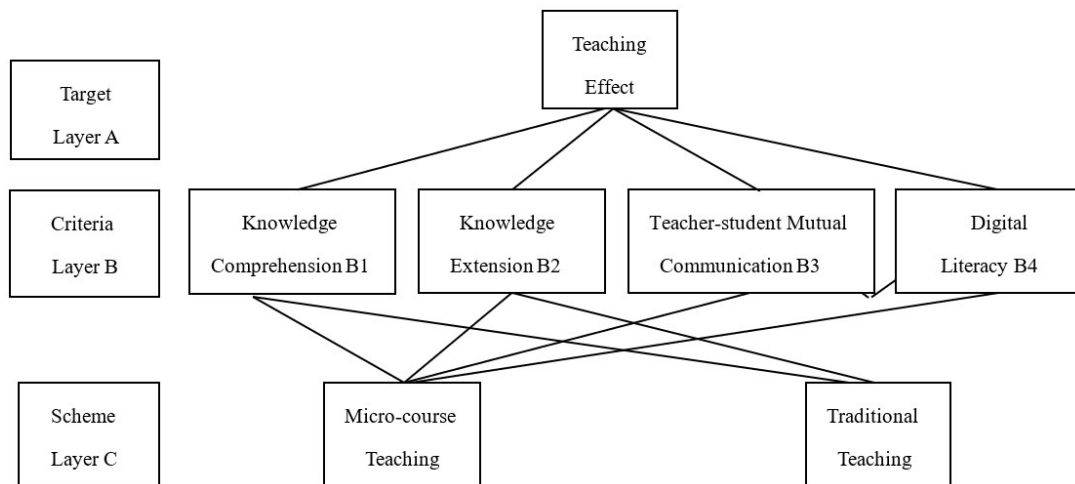 Teaching
Effect
Target
Layer A
Criteria
Layer B
Knowledge
Comprehension B1
Knowledge
Extension B2
Teacher-student Mutual
Communication B3
Digital
Literacy B4
Scheme
Layer C
Micro-course
Teaching
Traditional
Teaching